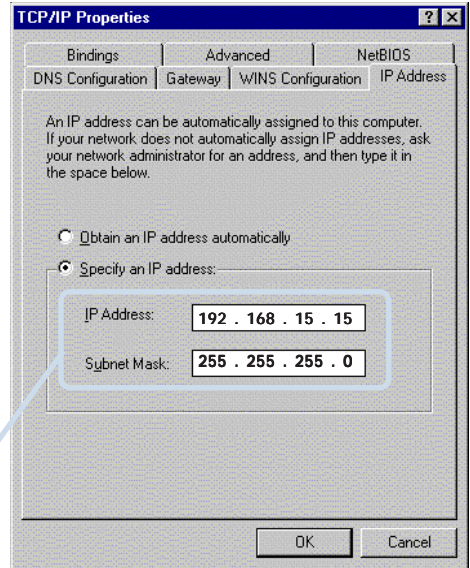 TCP/IP Properties
Bindings Advanced NetBIOS
DNS Configuration Gateway WINS Configuration IP Address
An IP address can be automatically assigned to this computer.
If your network does not automatically assign IP addresses, ask
your network administrator for an address, and then type it in
the space below.
Obtain an IP address automatically
Specify an IP address:
IP Address: 192 . 168 . 15 . 15
Subnet Mask: 255 . 255 . 255 . 0
OK Cancel